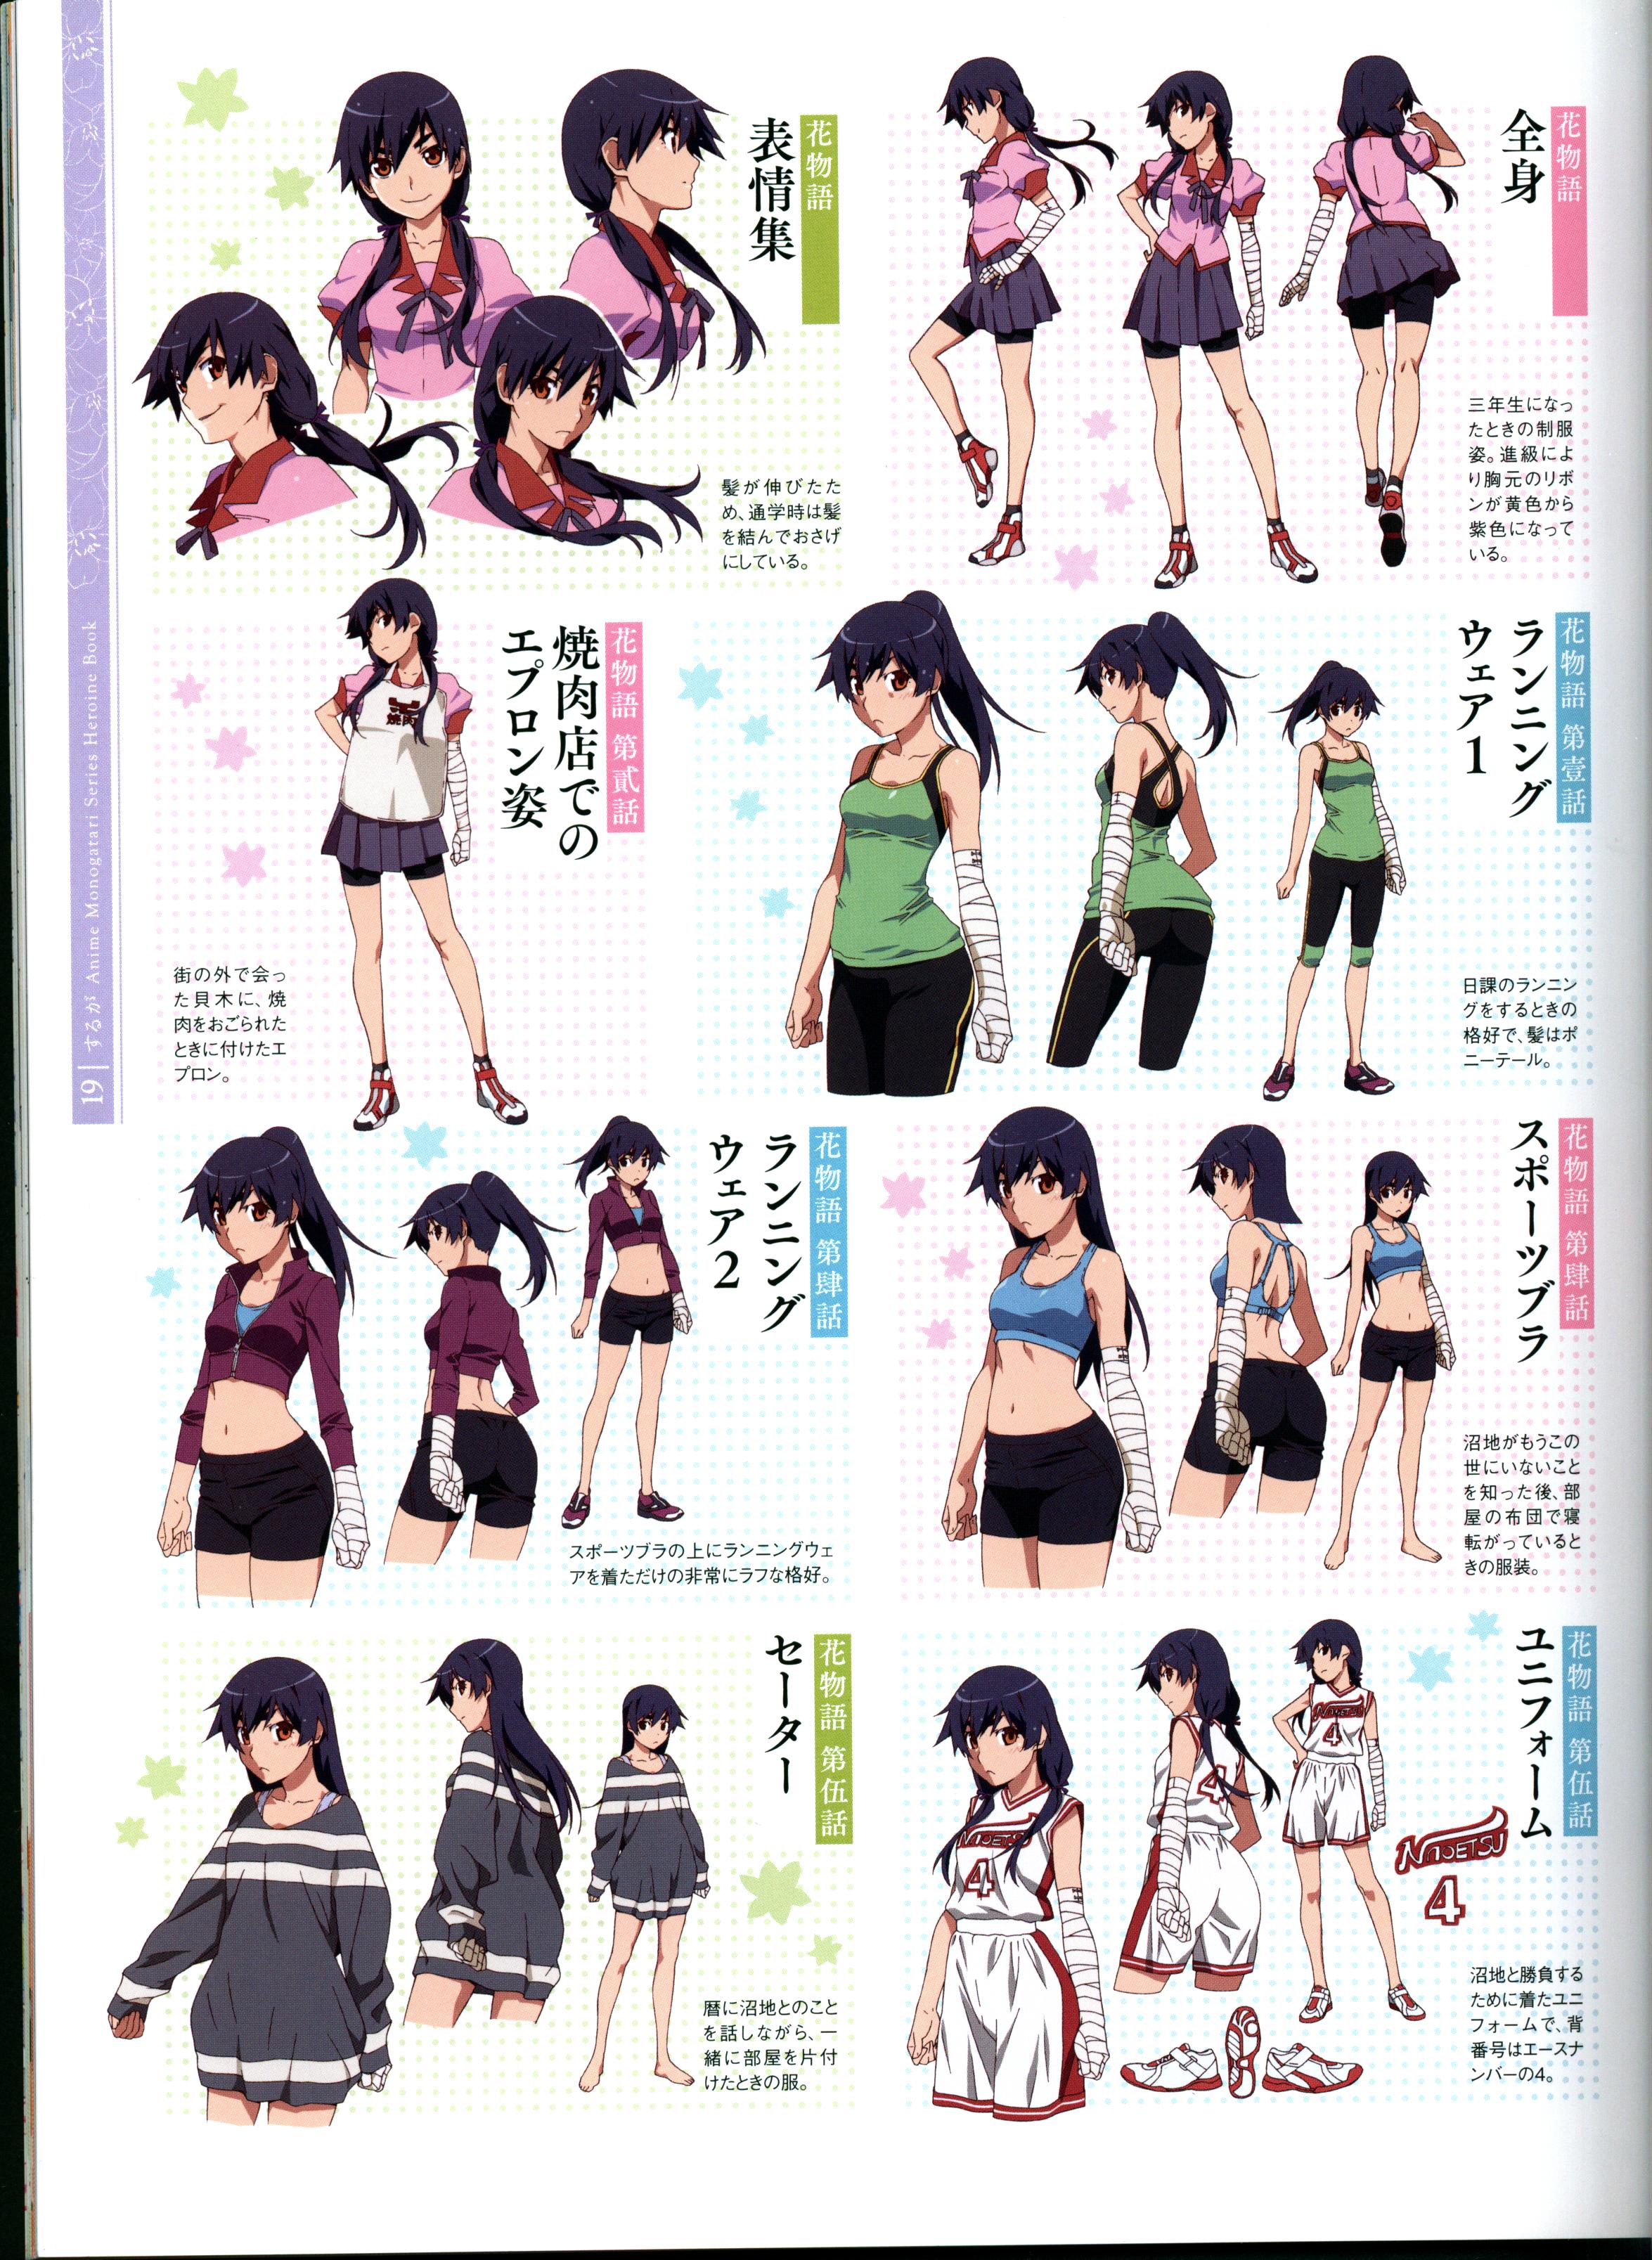 花物語
全身
三年生になっ
たときの制服
姿。進級によ
り胸元のリボ
ンが黄色から
紫色になって
いる。
花物語
表情集
髪が伸びたた
め、通学時は髪
を結んでおさげ
にしている。
花物語 第壹話
ランニング
ウェア1
日課のランニン
グをするときの
格好で、髪はポ
ニーテール。
花物語 第貳話
焼肉店での
エプロン姿
焼肉
街の外で会っ
た貝木に、焼
肉をおごられた
ときに付けたエ
プロン。
花物語 第肆話
スポーツブラ
沼地がもうこの
世にいないこと
を知った後、部
屋の布団で寝
転がっていると
きの服装。
花物語 第肆話
ランニング
ウェア2
スポーツブラの上にランニングウェ
アを着ただけの非常にラフな格好。
花物語 第伍話
ユニフォーム
NAOETSU
4
4
NAOETSU
4
NAOETSU
4
沼地と勝負する
ために着たユニ
フォームで、背
番号はエースナ
ンバーの4。
花物語 第伍話
セーター
暦に沼地とのこと
を話しながら、一
緒に部屋を片付
けたときの服。
19 | するが Anime Monogatari Series Heroine Book